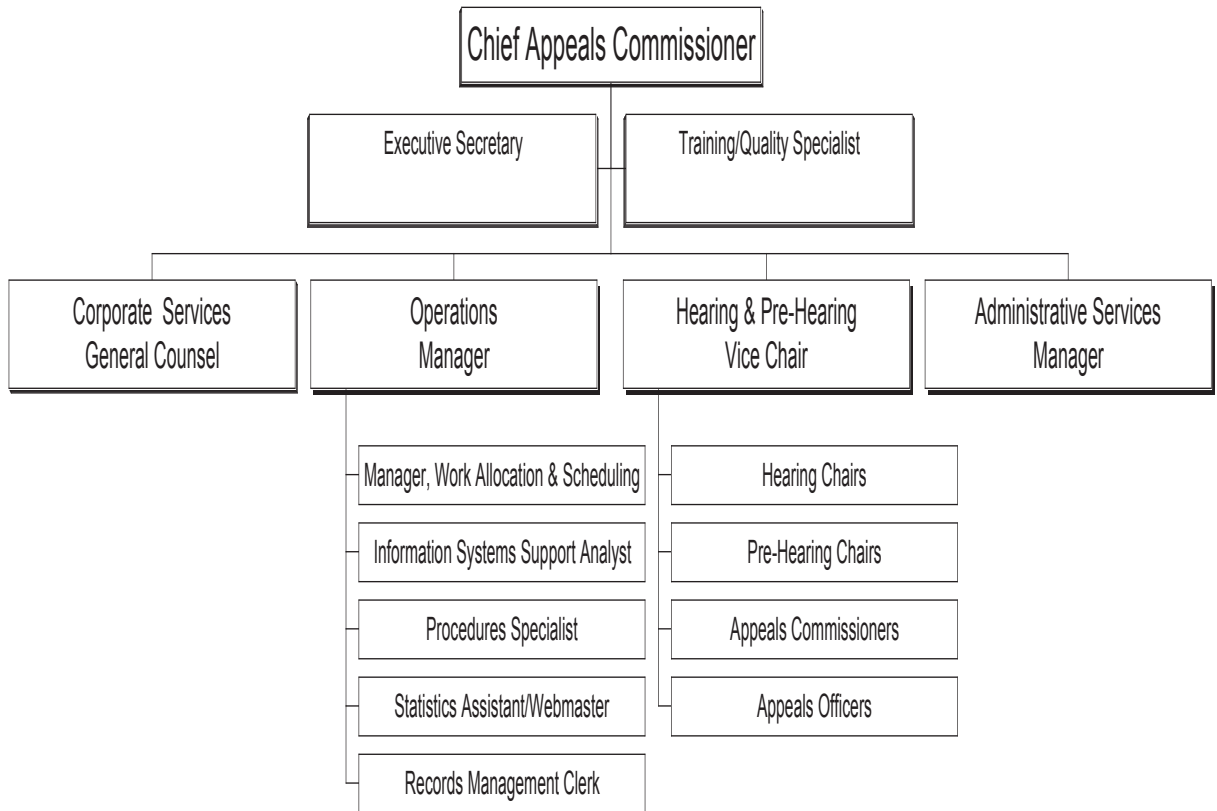 Chief Appeals Commissioner
Executive Secretary
Training/Quality Specialist
Corporate Services
General Counsel
Operations
Manager
Hearing & Pre-Hearing
Vice Chair
Administrative Services
Manager
Manager, Work Allocation & Scheduling
Information Systems Support Analyst
Procedures Specialist
Statistics Assistant/Webmaster
Records Management Clerk
Hearing Chairs
Pre-Hearing Chairs
Appeals Commissioners
Appeals Officers